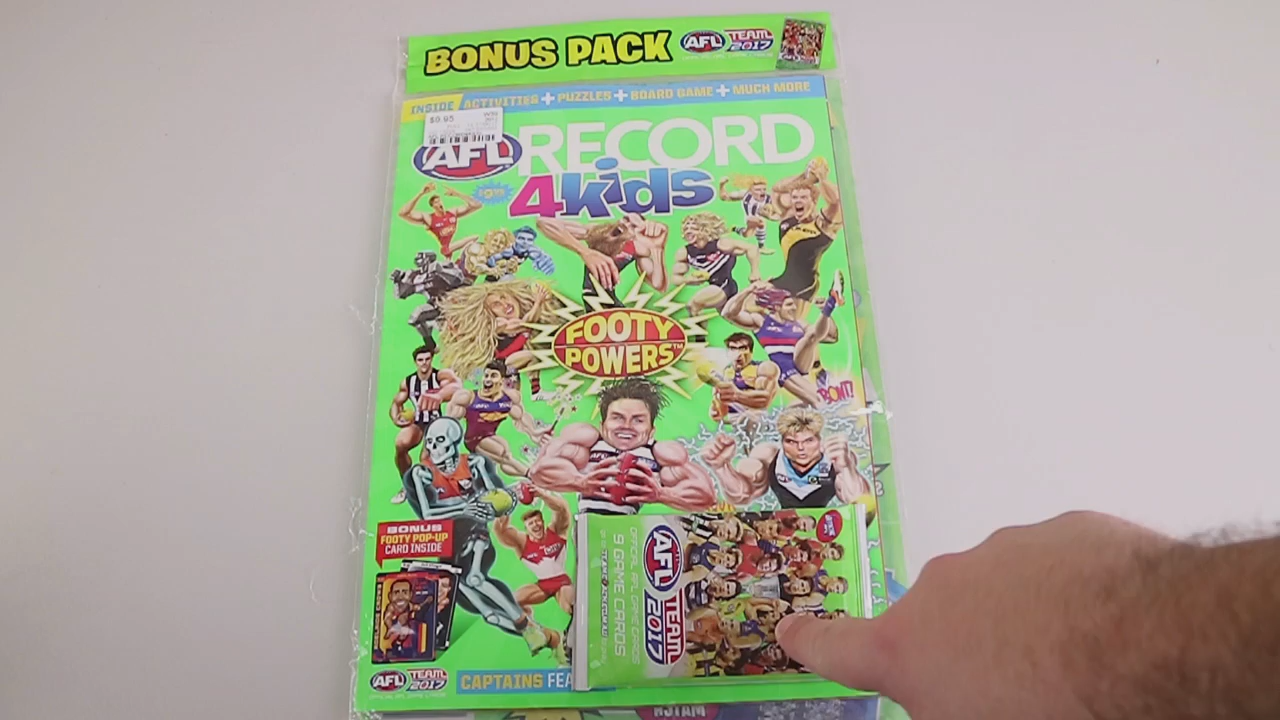 BONUS PACK
AFL TEAM 2017
INSIDE ACTIVITIES + PUZZLES + BOARD GAME + MUCH MORE
$9.95
AFL RECORD
4kids
FOOTY
POWERS™
BONT!
BONUS
FOOTY POP-UP
CARD INSIDE
OFFICIAL AFL GAME CARDS
9 GAME CARDS
AFL TEAM 2017
AFL TEAM 2017
CAPTAINS FEA